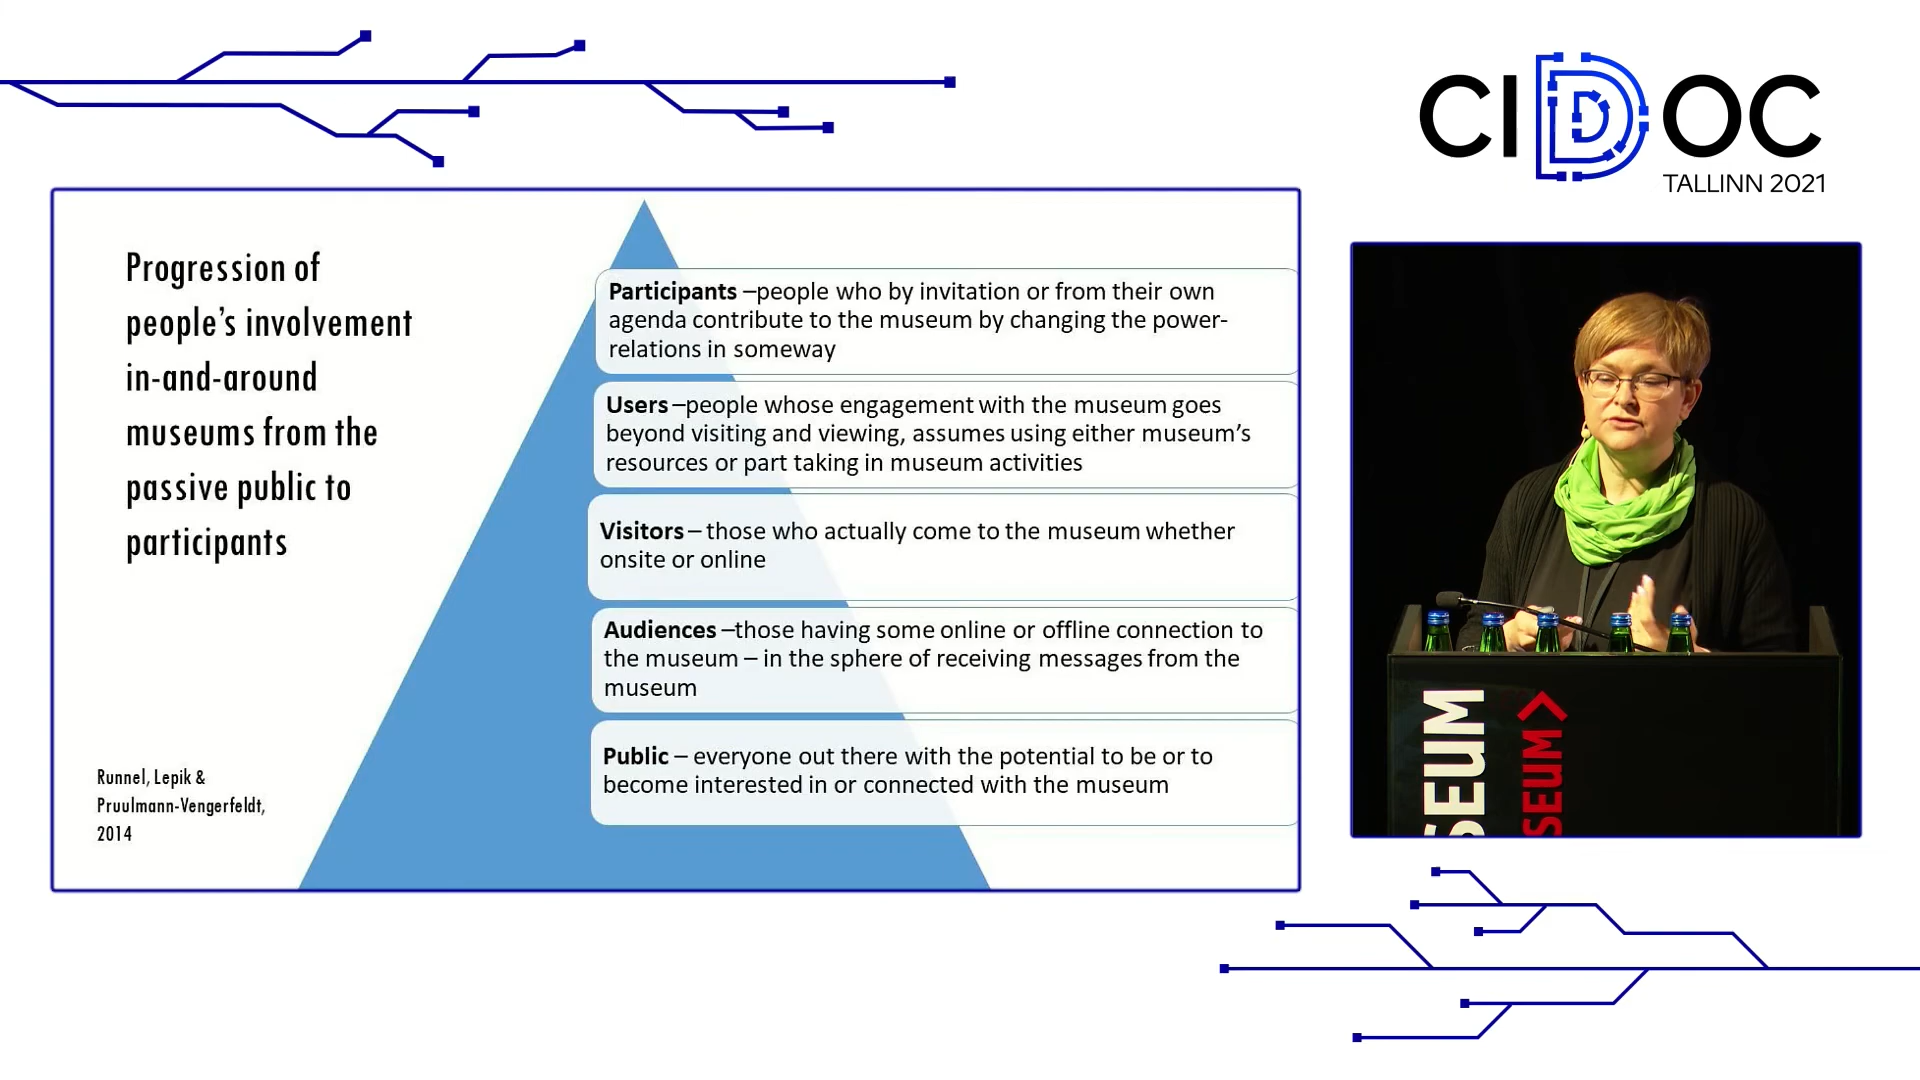 CIDOC
TALLINN 2021
Progression of
people's involvement
in-and-around
museums from the
passive public to
participants
Runnel, Lepik &
Pruulmann-Vengerfeldt,
2014
Participants –people who by invitation or from their own
agenda contribute to the museum by changing the power-
relations in someway
Users –people whose engagement with the museum goes
beyond visiting and viewing, assumes using either museum's
resources or part taking in museum activities
Visitors – those who actually come to the museum whether
onsite or online
Audiences –those having some online or offline connection to
the museum – in the sphere of receiving messages from the
museum
Public – everyone out there with the potential to be or to
become interested in or connected with the museum
SEUM
SEUM>